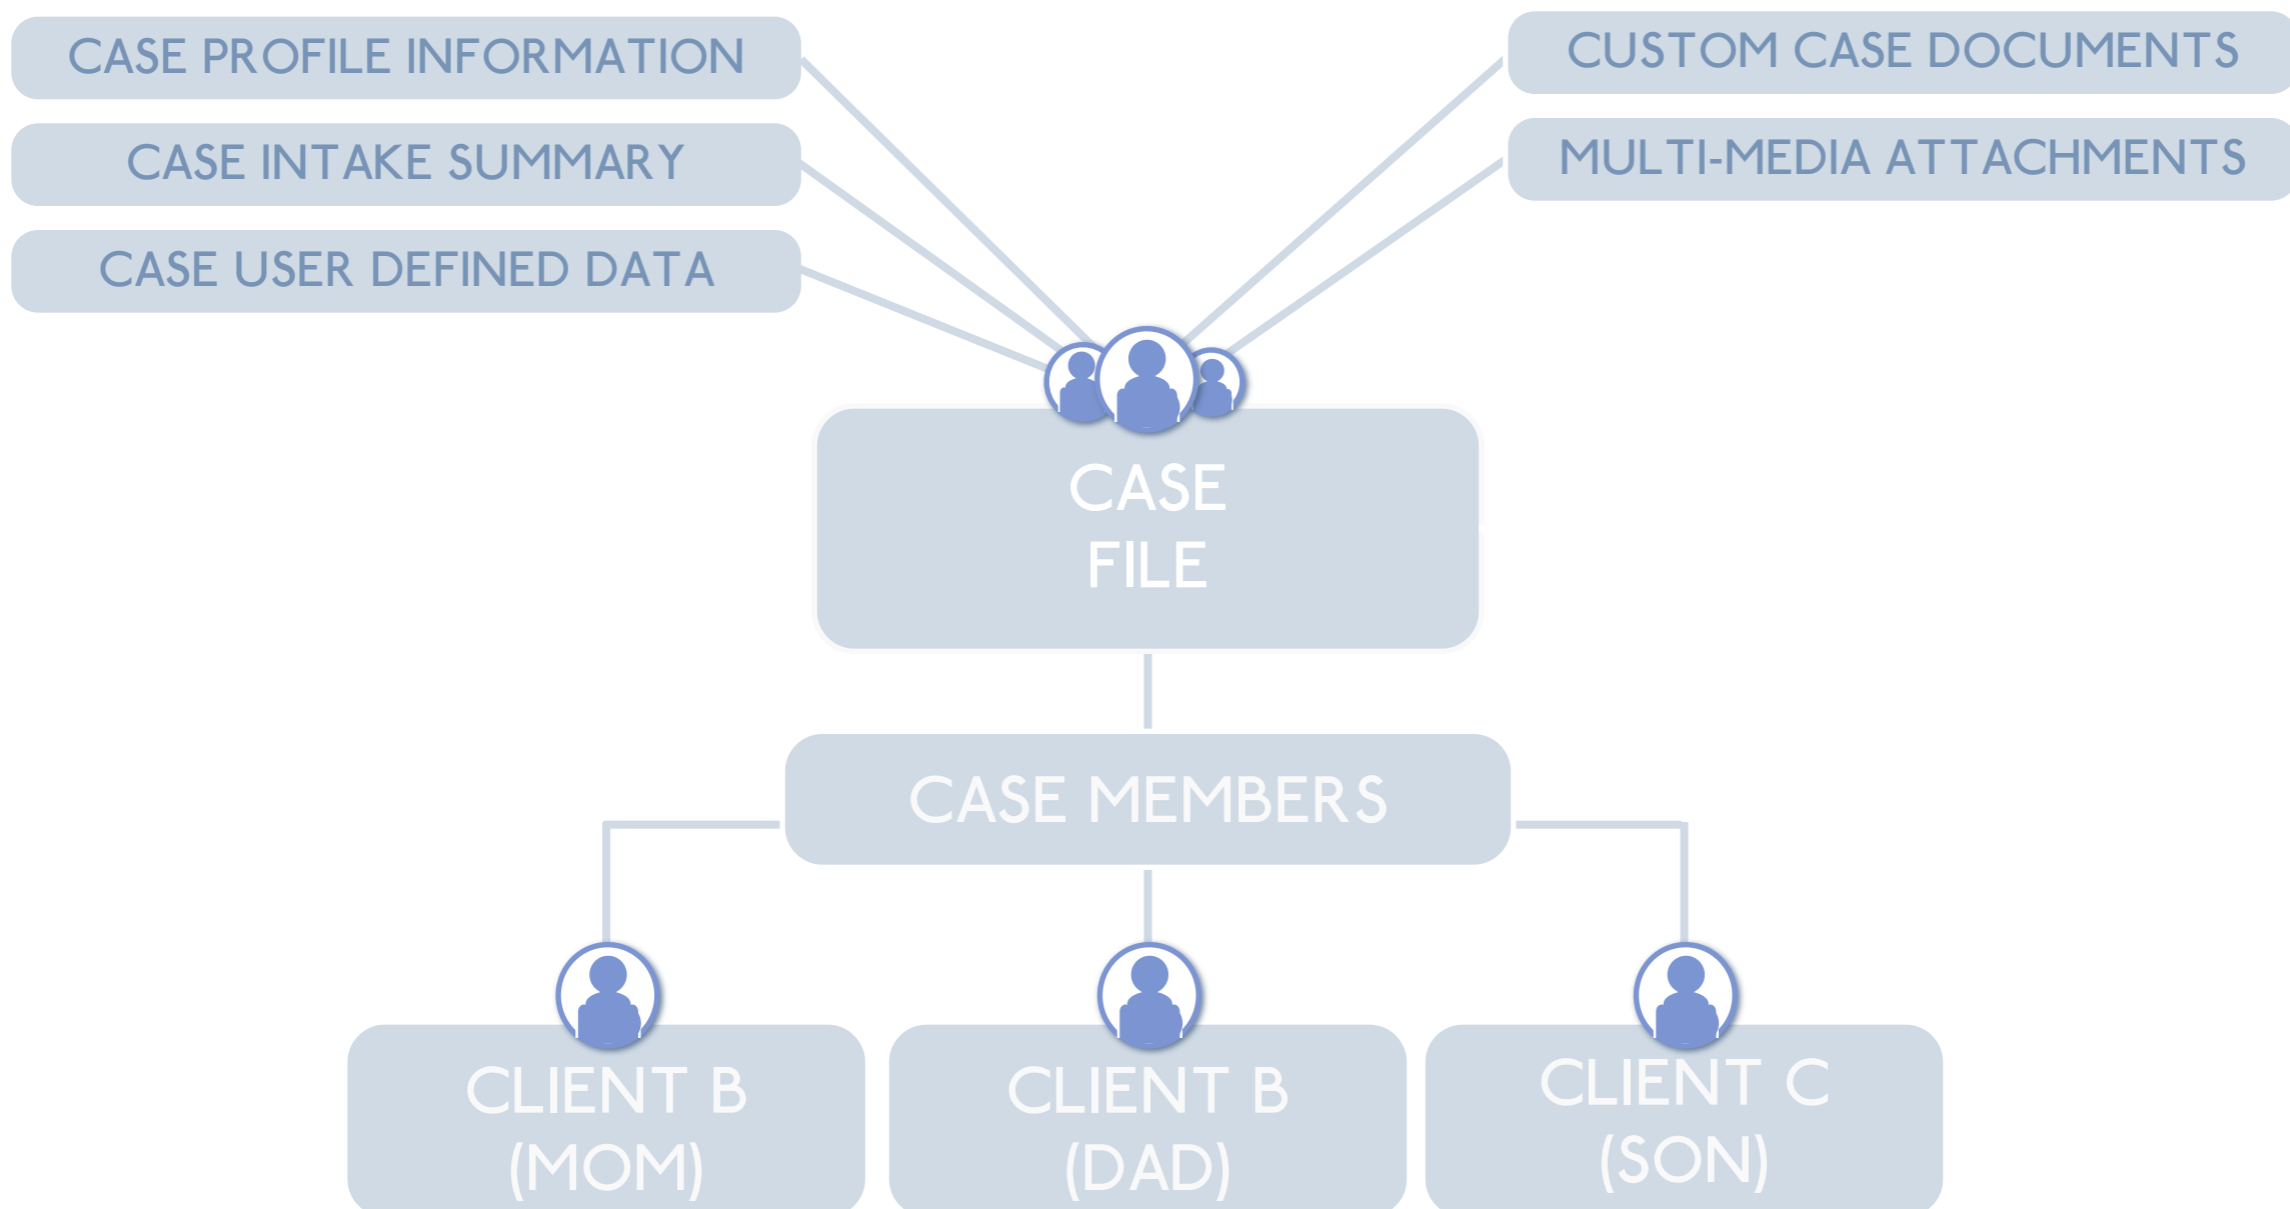 CASE PROFILE INFORMATION
CASE INTAKE SUMMARY
CASE USER DEFINED DATA
CUSTOM CASE DOCUMENTS
MULTI-MEDIA ATTACHMENTS
CASE
FILE
CASE MEMBERS
CLIENT B
(MOM)
CLIENT B
(DAD)
CLIENT C
(SON)